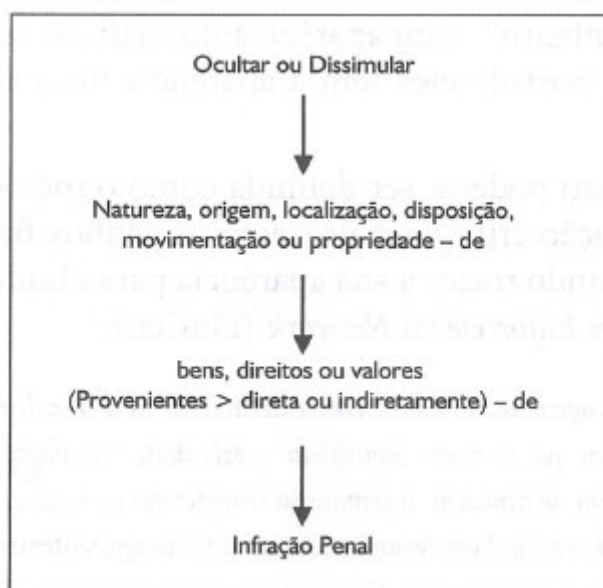 Ocultar ou Dissimular
Natureza, origem, localização, disposição,
movimentação ou propriedade – de
bens, direitos ou valores
(Provenientes > direta ou indiretamente) – de
Infração Penal